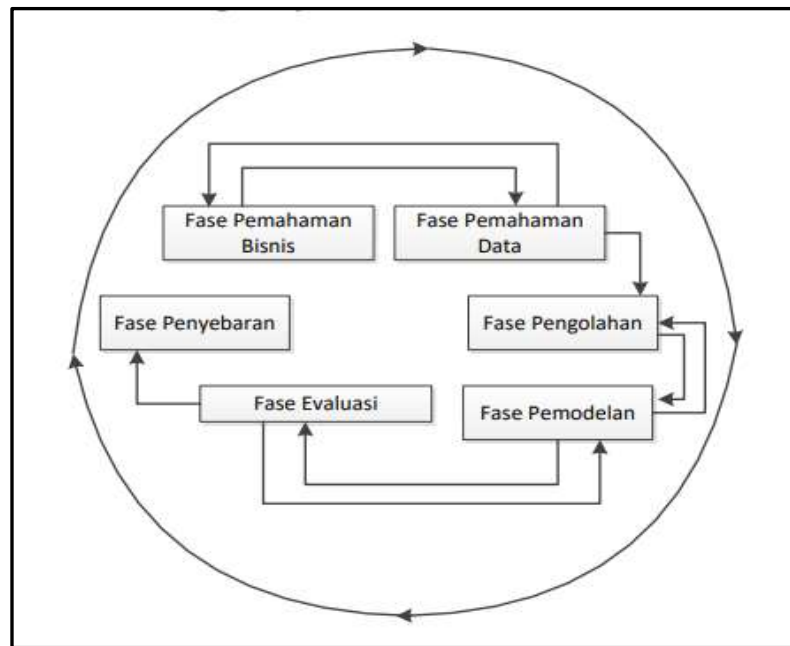 Fase Pemahaman
Bisnis
Fase Pemahaman
Data
Fase Penyebaran
Fase Pengolahan
Fase Evaluasi
Fase Pemodelan